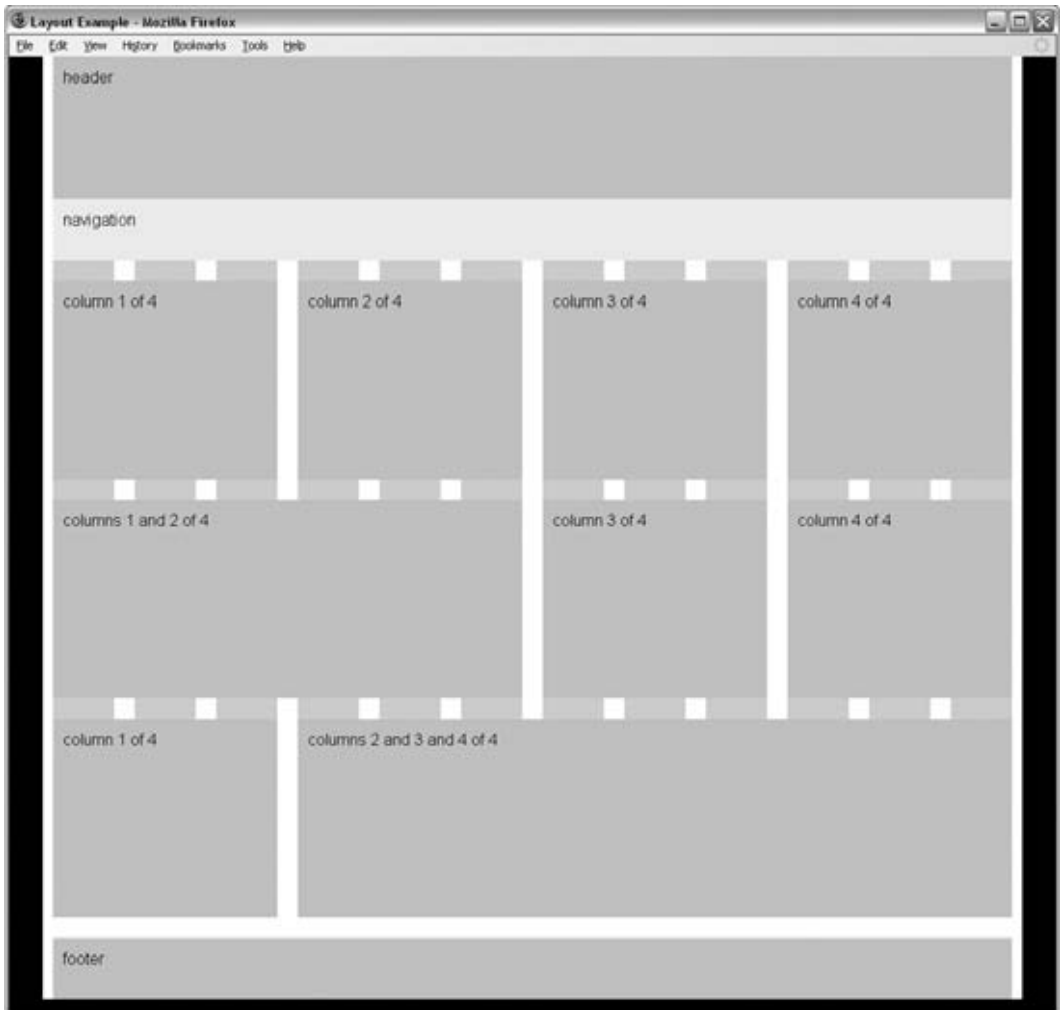 Layout Example - Mozilla Firefox
File Edit View History Bookmarks Tools Help
header
navigation
column 1 of 4 column 2 of 4 column 3 of 4 column 4 of 4
columns 1 and 2 of 4 column 3 of 4 column 4 of 4
column 1 of 4 columns 2 and 3 and 4 of 4
footer